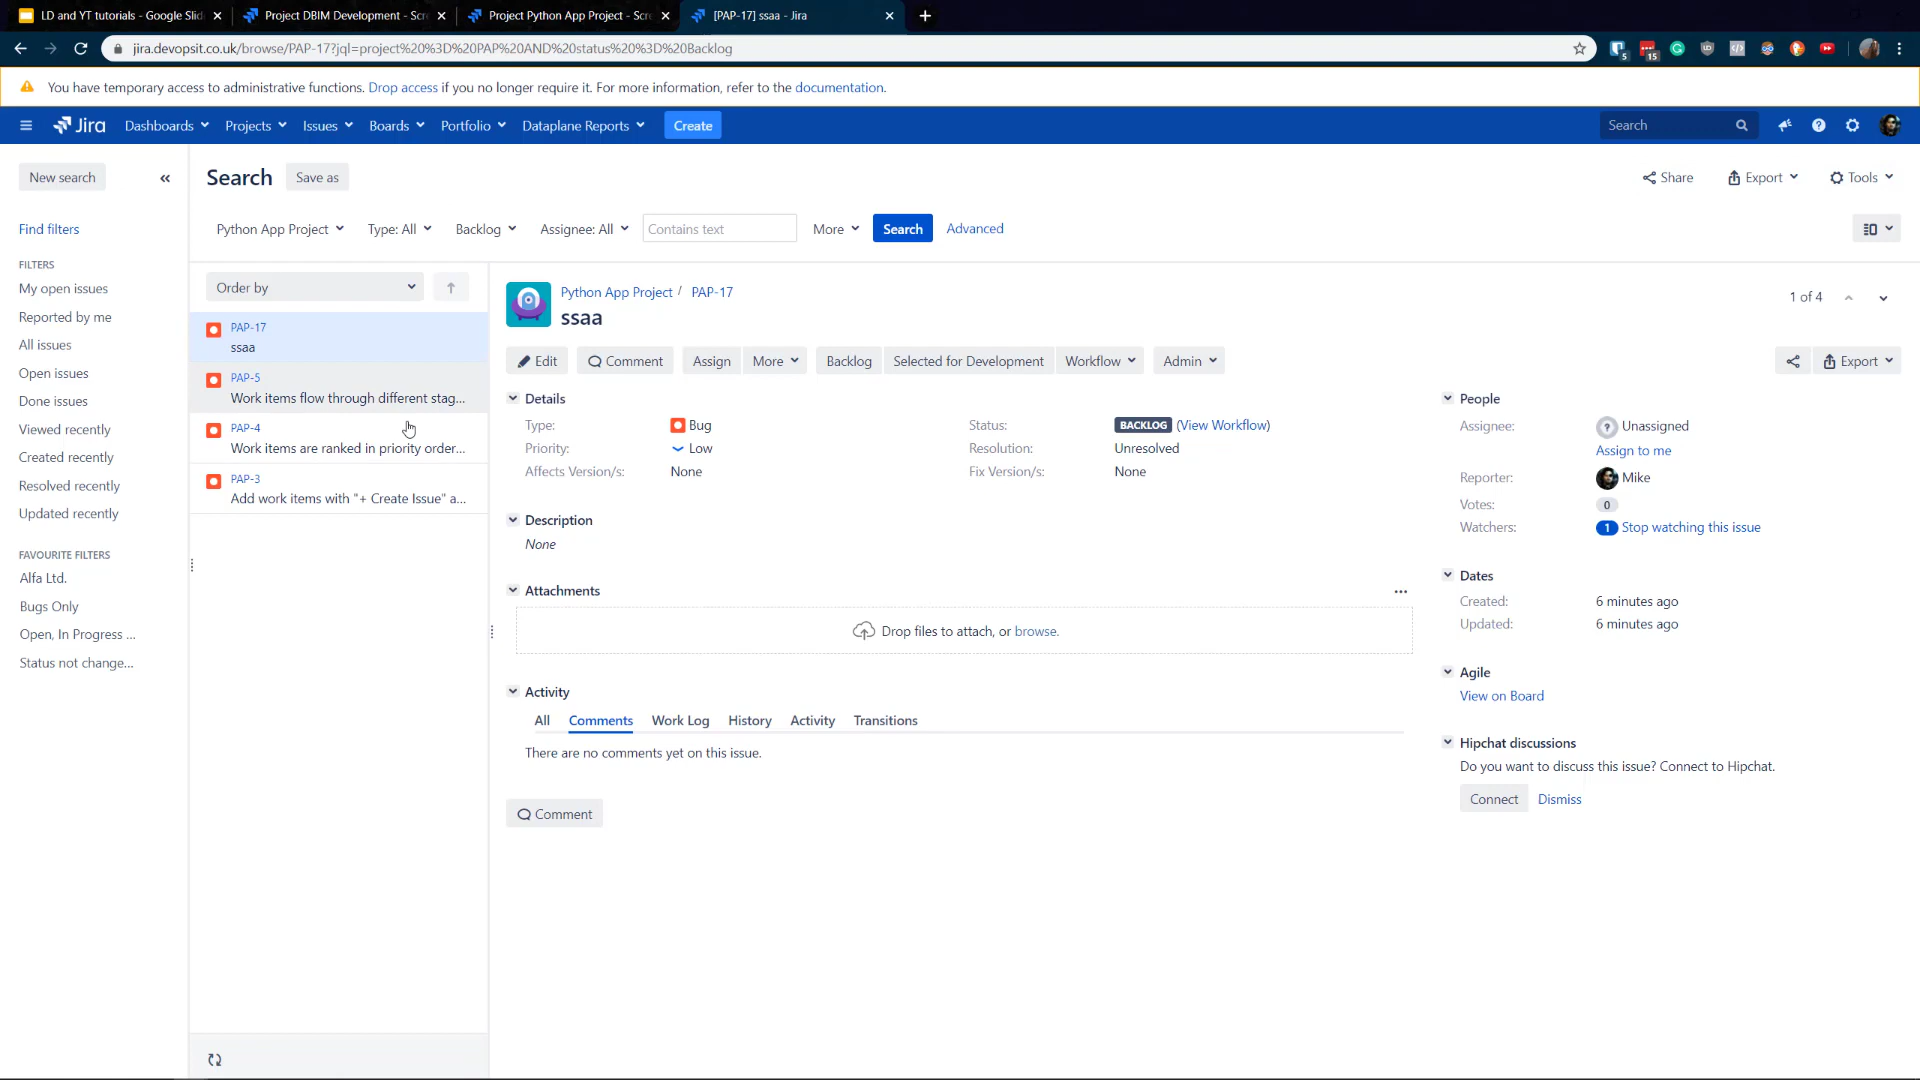 LD and YT tutorials - Google Slid
Project DBIM Development - Scr
Project Python App Project - Scr
[PAP-17] ssaa - Jira
jira.devopsit.co.uk/browse/PAP-17?jql=project%20%3D%20PAP%20AND%20status%20%3D%20Backlog
5
15
You have temporary access to administrative functions. Drop access if you no longer require it. For more information, refer to the documentation.
Jira
Dashboards
Projects
Issues
Boards
Portfolio
Dataplane Reports
Create
Search
New search
Search
Save as
Share
Export
Tools
Find filters
Python App Project
Type: All
Backlog
Assignee: All
Contains text
More
Search
Advanced
FILTERS
My open issues
Reported by me
All issues
Open issues
Done issues
Viewed recently
Created recently
Resolved recently
Updated recently
FAVOURITE FILTERS
Alfa Ltd.
Bugs Only
Open, In Progress ...
Status not change...
Order by
PAP-17
ssaa
PAP-5
Work items flow through different stag...
PAP-4
Work items are ranked in priority order...
PAP-3
Add work items with "+ Create Issue" a...
Python App Project / PAP-17
ssaa
1 of 4
Edit
Comment
Assign
More
Backlog
Selected for Development
Workflow
Admin
Export
Details
Type: Bug
Status: BACKLOG (View Workflow)
Priority: Low
Resolution: Unresolved
Affects Version/s: None
Fix Version/s: None
Description
None
Attachments
Drop files to attach, or browse.
Activity
All
Comments
Work Log
History
Activity
Transitions
There are no comments yet on this issue.
Comment
People
Assignee: Unassigned
Assign to me
Reporter: Mike
Votes: 0
Watchers: 1 Stop watching this issue
Dates
Created: 6 minutes ago
Updated: 6 minutes ago
Agile
View on Board
Hipchat discussions
Do you want to discuss this issue? Connect to Hipchat.
Connect
Dismiss